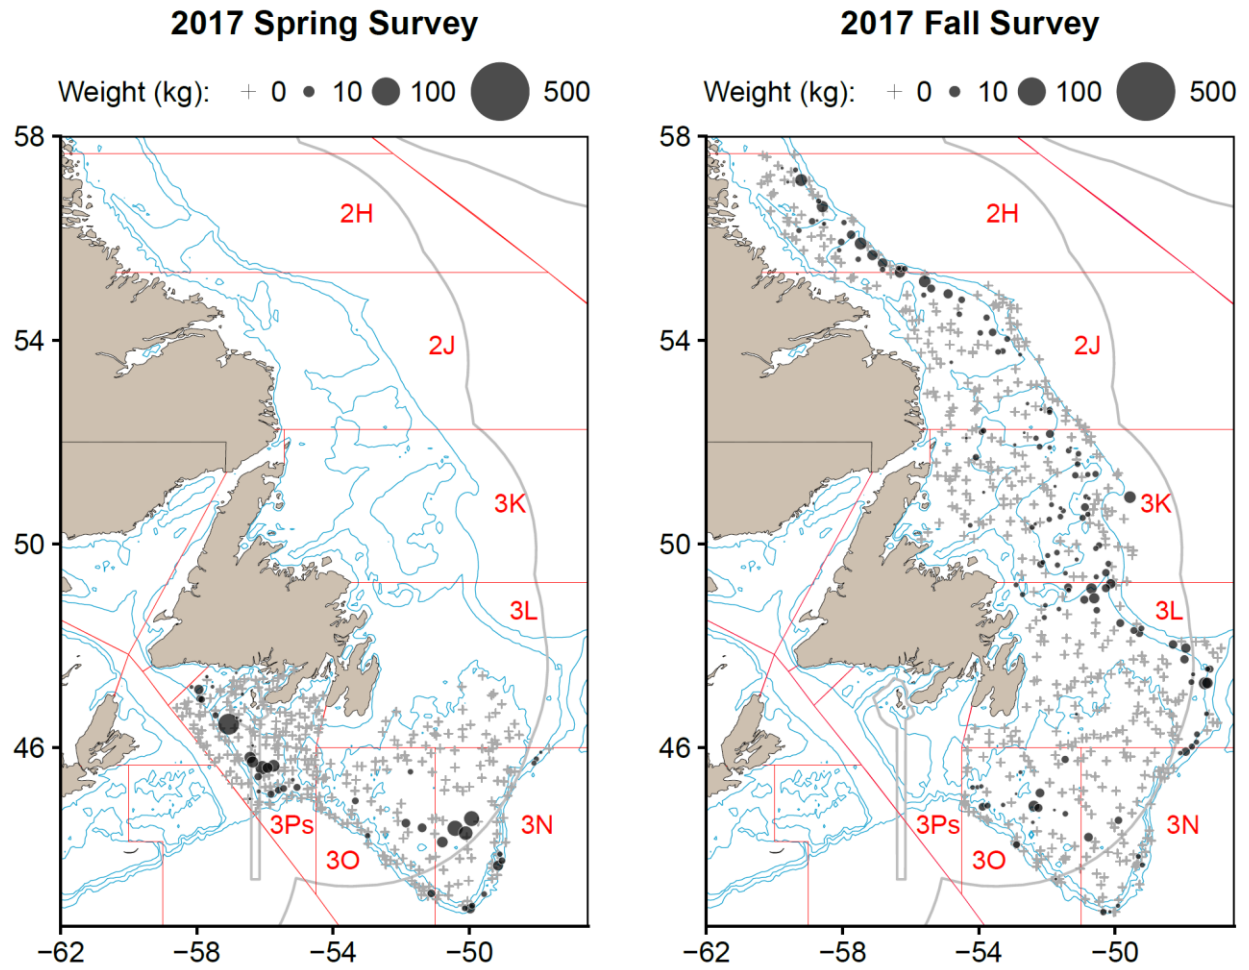 2017 Spring Survey
Weight (kg): 0 10 100 500
58
54
50
46
2H
2J
3K
3L
3Ps
3O
3N
−62 −58 −54 −50
2017 Fall Survey
Weight (kg): 0 10 100 500
58
54
50
46
2H
2J
3K
3L
3Ps
3O
3N
−62 −58 −54 −50